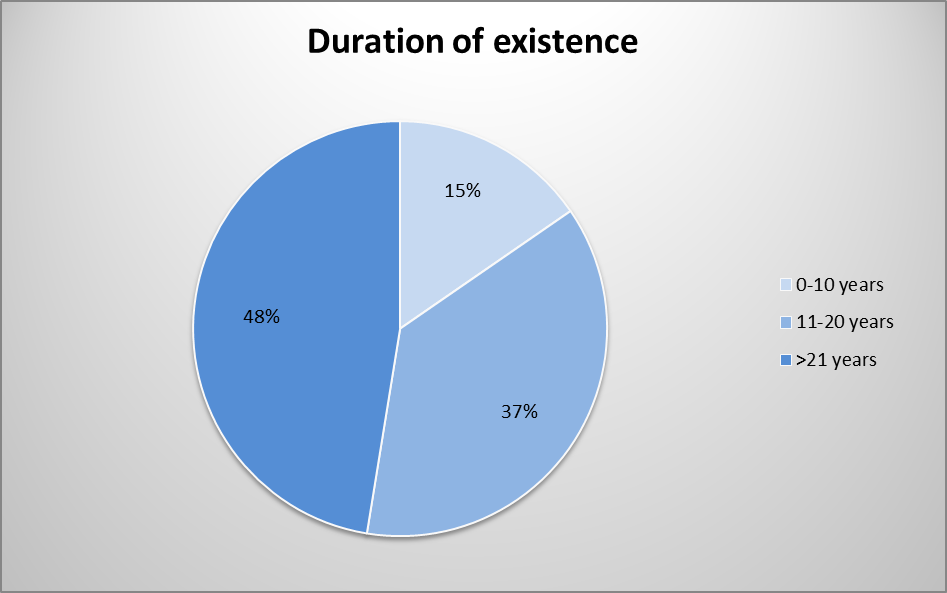 Duration of existence
15%
48%
37%
0-10 years
11-20 years
>21 years